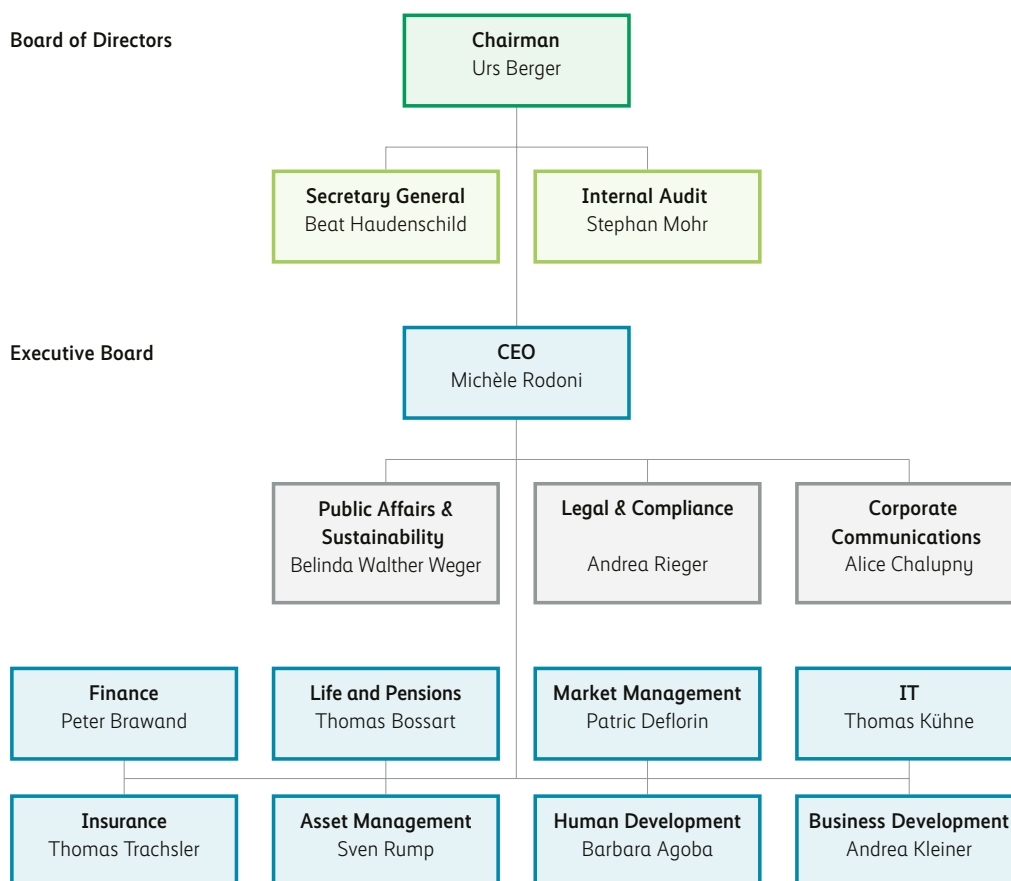 Board of Directors
Chairman
Urs Berger
Secretary General
Beat Haudenschild
Internal Audit
Stephan Mohr
Executive Board
CEO
Michèle Rodoni
Public Affairs &
Sustainability
Belinda Walther Weger
Legal & Compliance
Andrea Rieger
Corporate
Communications
Alice Chalupny
Finance
Peter Brawand
Life and Pensions
Thomas Bossart
Market Management
Patric Deflorin
IT
Thomas Kühne
Insurance
Thomas Trachsler
Asset Management
Sven Rump
Human Development
Barbara Agoba
Business Development
Andrea Kleiner